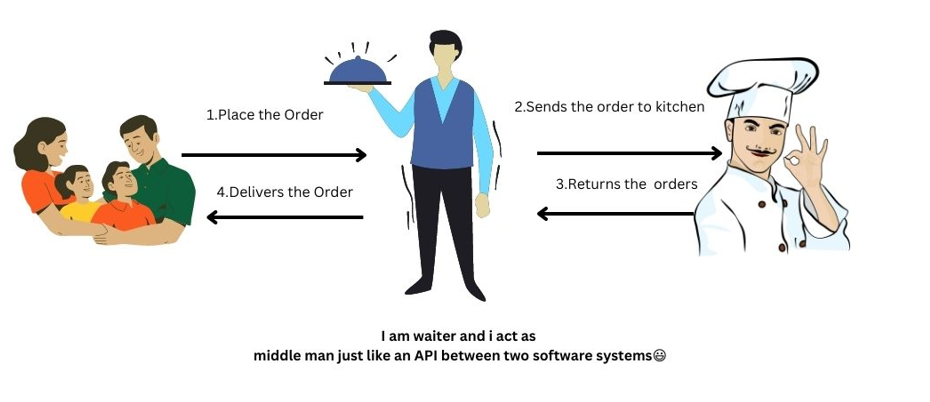 1.Place the Order
2.Sends the order to kitchen
3.Returns the  orders
4.Delivers the Order
I am waiter and i act as
middle man just like an API between two software systems😃